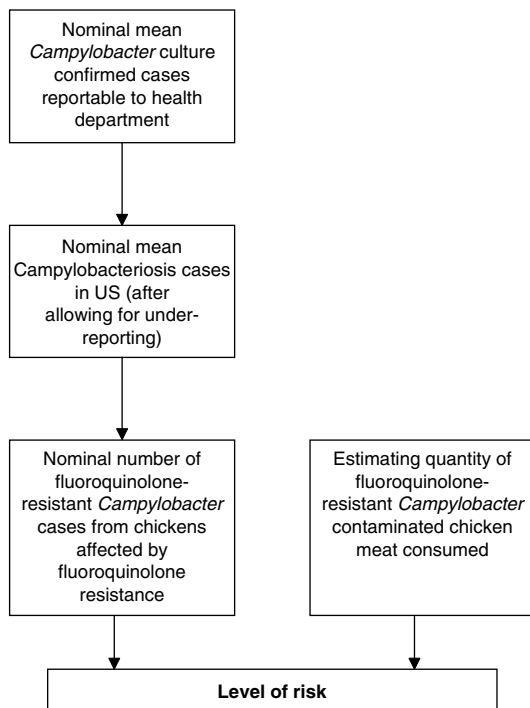 Nominal mean
Campylobacter culture
confirmed cases
reportable to health
department
Nominal mean
Campylobacteriosis cases
in US (after
allowing for under-
reporting)
Nominal number of
fluoroquinolone-
resistant Campylobacter
cases from chickens
affected by
fluoroquinolone
resistance
Estimating quantity of
fluoroquinolone-
resistant Campylobacter
contaminated chicken
meat consumed
Level of risk